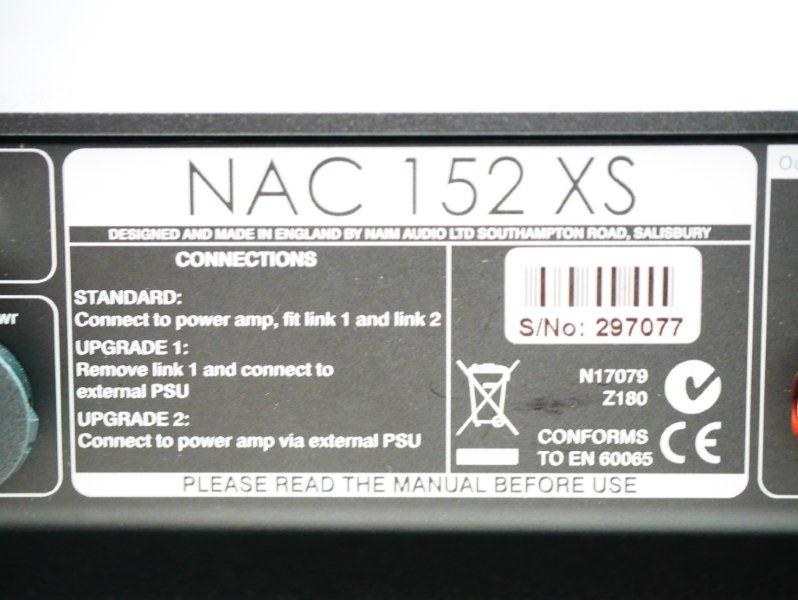 NAC 152 XS
DESIGNED AND MADE IN ENGLAND BY NAIM AUDIO LTD SOUTHAMPTON ROAD, SALISBURY
CONNECTIONS
STANDARD:
Connect to power amp, fit link 1 and link 2
UPGRADE 1:
Remove link 1 and connect to
external PSU
UPGRADE 2:
Connect to power amp via external PSU
S/No: 297077
N17079
Z180
CONFORMS
TO EN 60065
CE
PLEASE READ THE MANUAL BEFORE USE